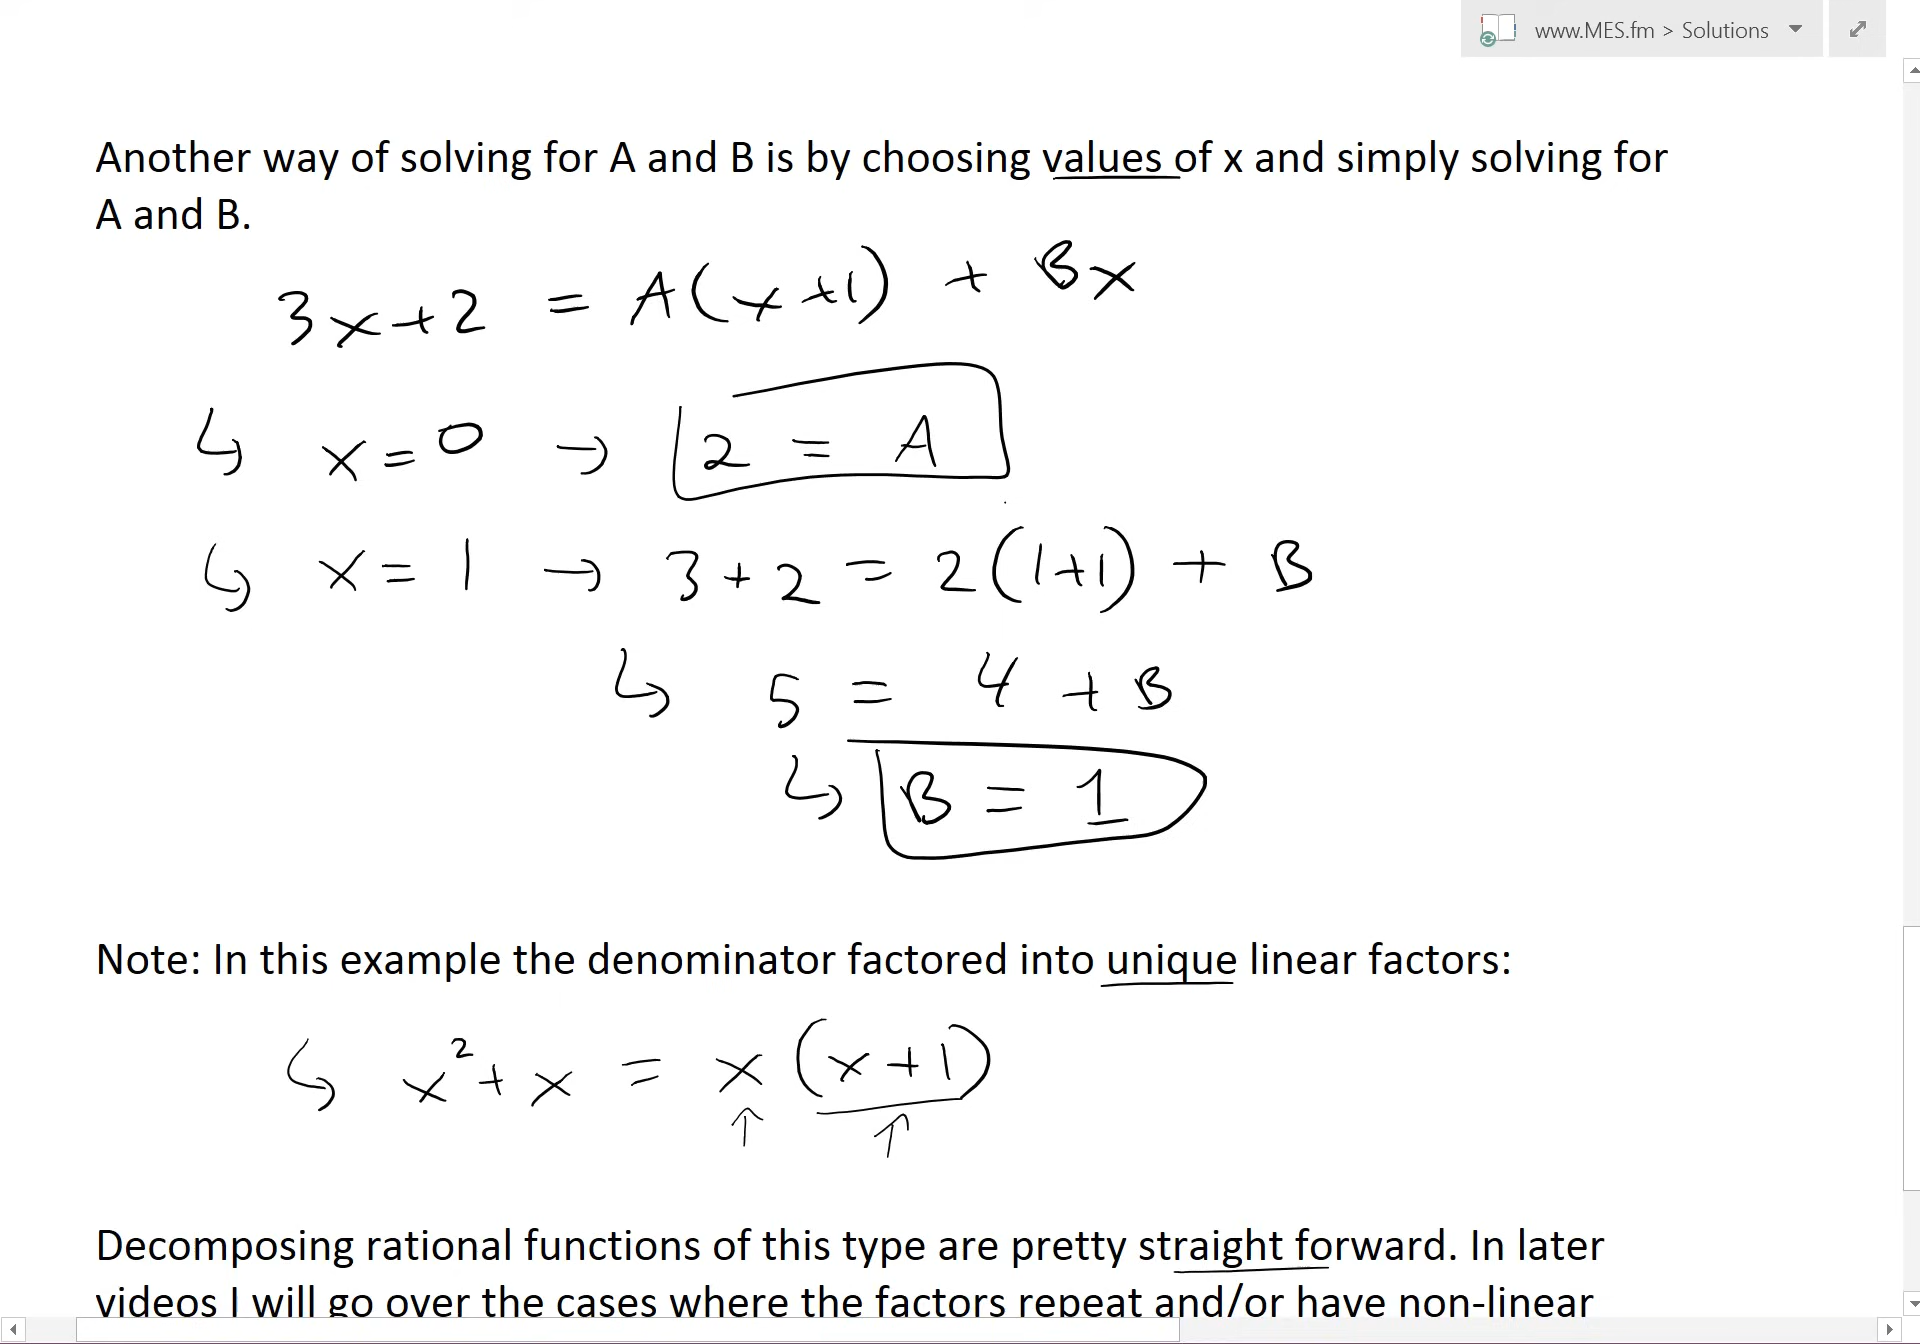 www.MES.fm > Solutions
Another way of solving for A and B is by choosing values of x and simply solving for
A and B.
3x+2 = A(x+1) + Bx
↳ x=0 → 2 = A
↳ x=1 → 3+2 = 2(1+1) + B
↳ 5 = 4 + B
↳ B = 1
Note: In this example the denominator factored into unique linear factors:
↳ x²+x = x(x+1)
↑ ↑
Decomposing rational functions of this type are pretty straight forward. In later
videos I will go over the cases where the factors repeat and/or have non-linear